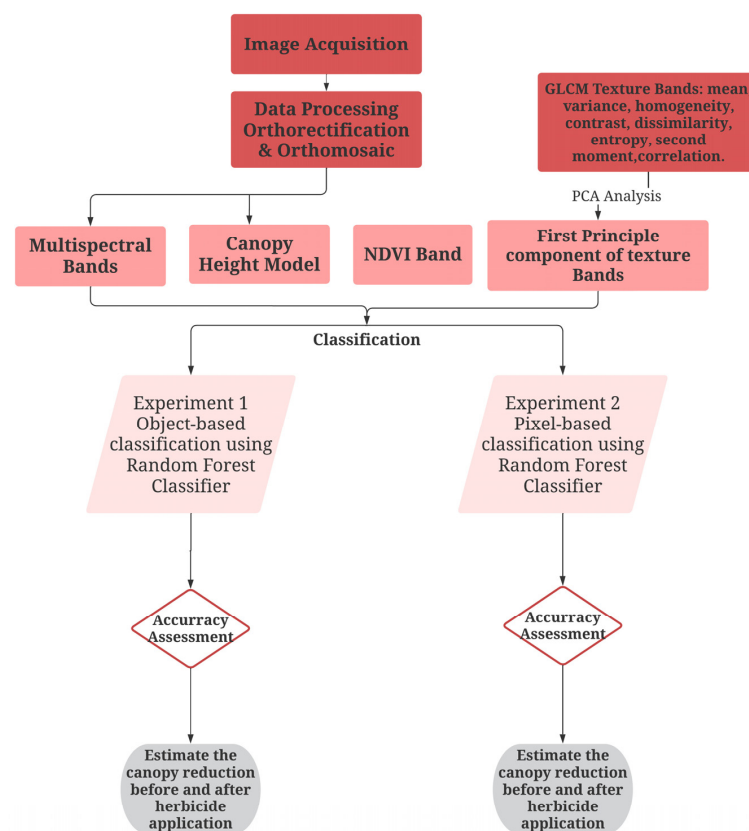 Image Acquisition
Data Processing
Orthorectification
& Orthomosaic
GLCM Texture Bands: mean
variance, homogeneity,
contrast, dissimilarity,
entropy, second
moment,correlation.
PCA Analysis
Multispectral
Bands
Canopy
Height Model
NDVI Band
First Principle
component of texture
Bands
Classification
Experiment 1
Object-based
classification using
Random Forest
Classifier
Experiment 2
Pixel-based
classification using
Random Forest
Classifier
Accurracy
Assessment
Accurracy
Assessment
Estimate the
canopy reduction
before and after
herbicide
application
Estimate the
canopy reduction
before and after
herbicide
application